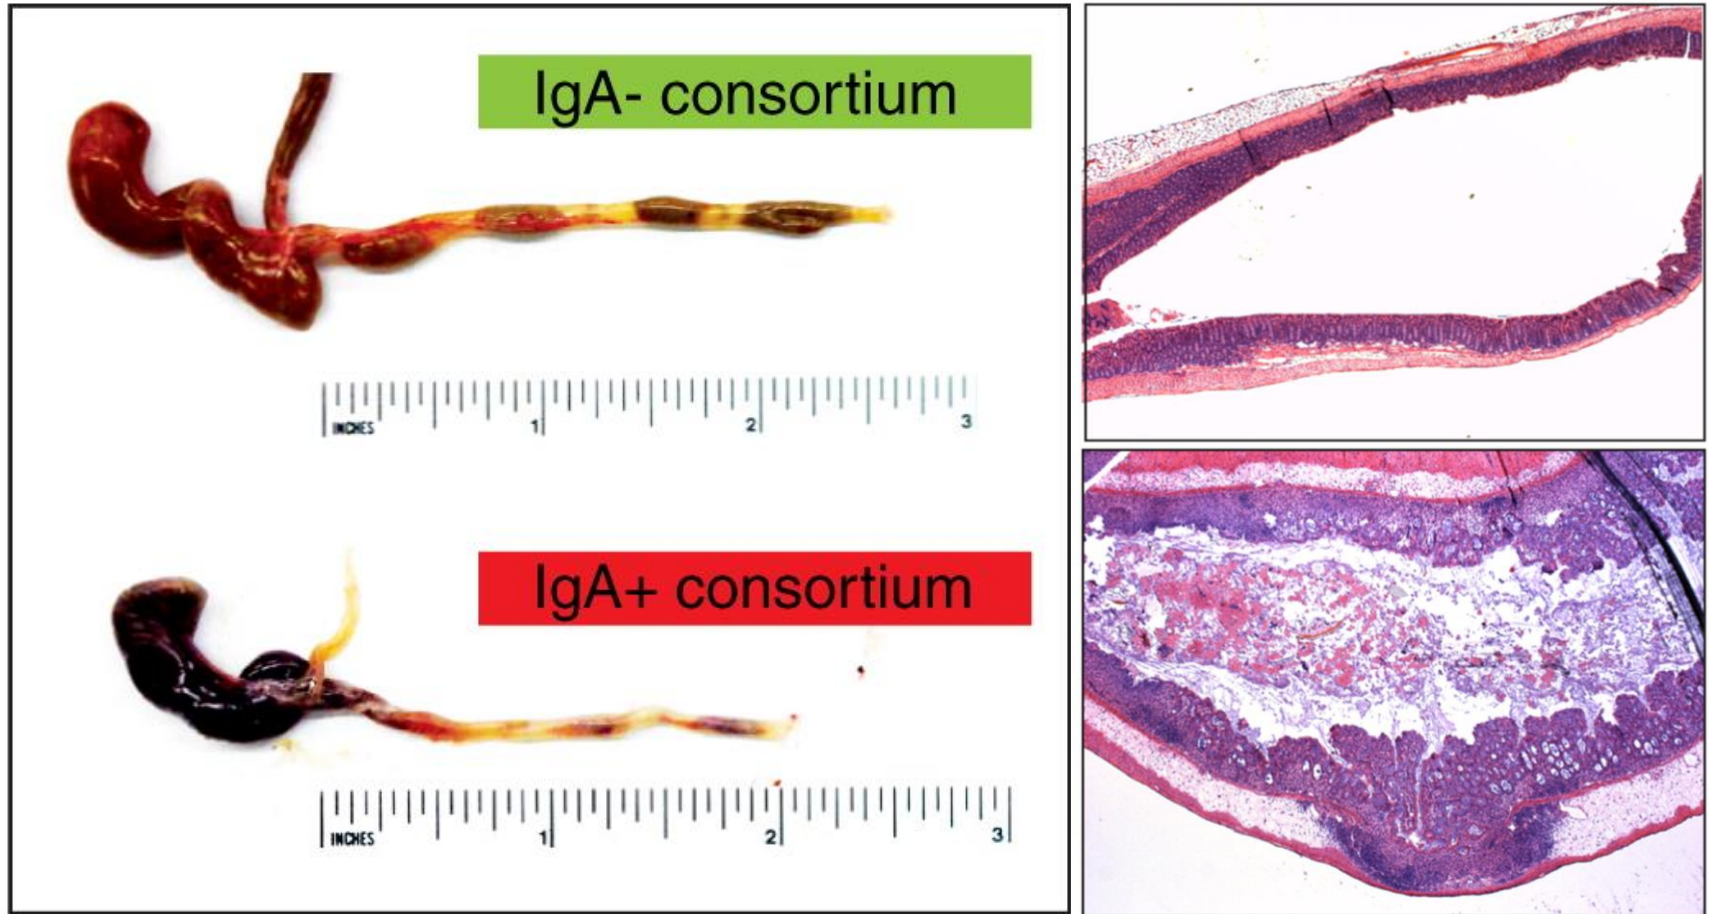 IgA- consortium
INCHES 1 2 3
IgA+ consortium
INCHES 1 2 3